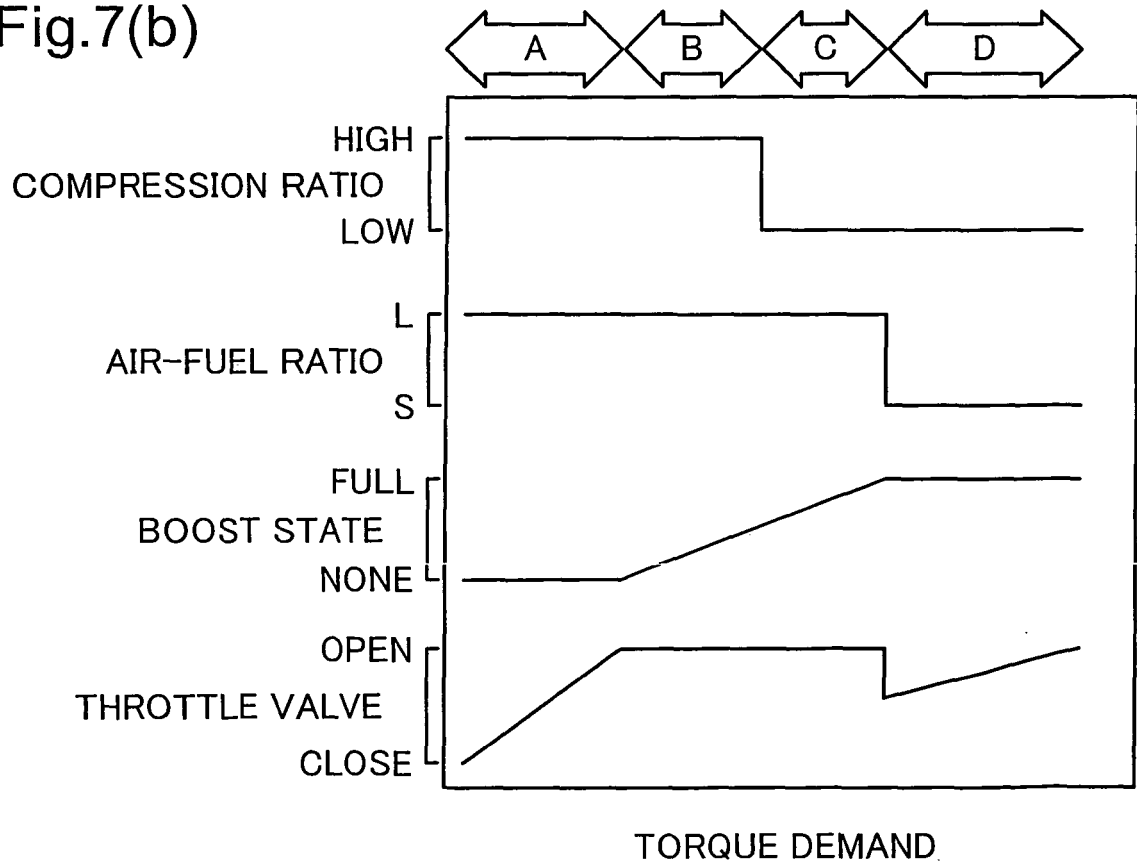 Fig.7(b)
A B C D
HIGH
COMPRESSION RATIO
LOW
L
AIR-FUEL RATIO
S
FULL
BOOST STATE
NONE
OPEN
THROTTLE VALVE
CLOSE
TORQUE DEMAND